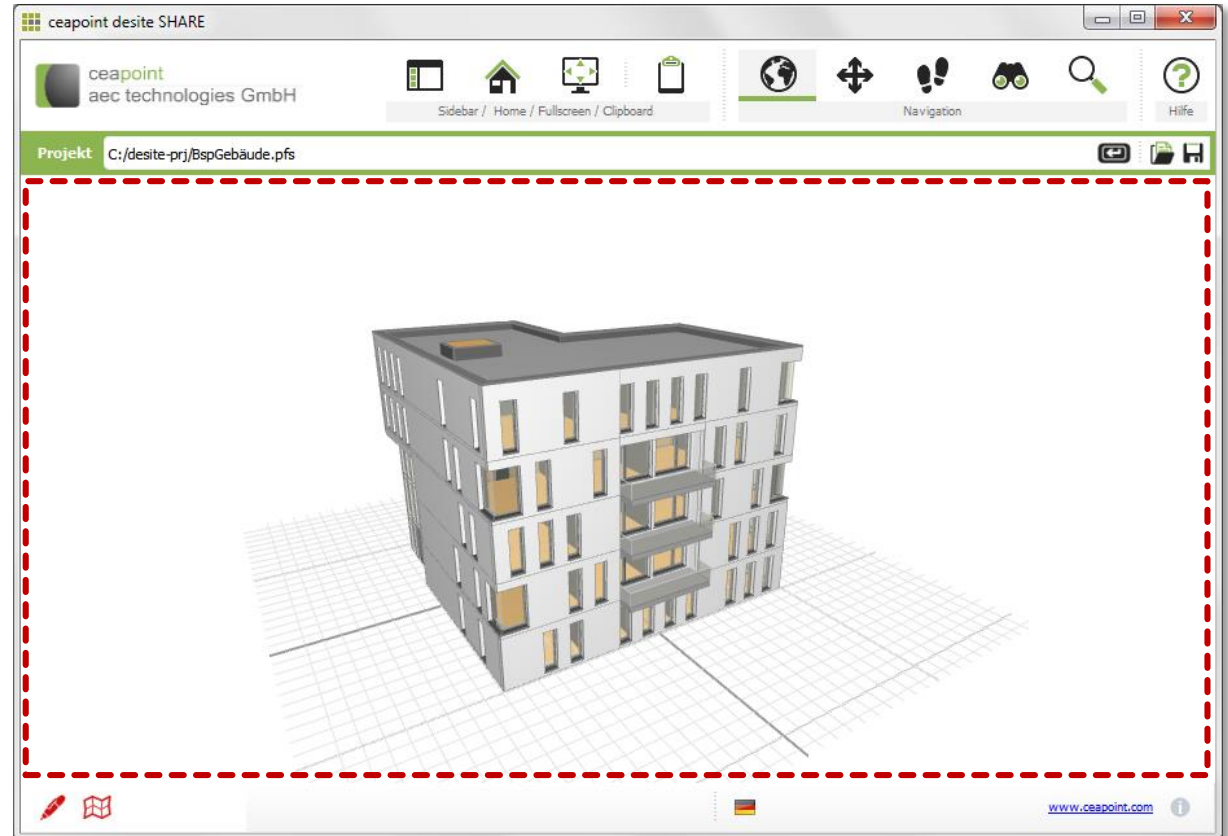 ceapoint desite SHARE
ceapoint
aec technologies GmbH
Sidebar / Home / Fullscreen / Clipboard
Navigation
Hilfe
Projekt C:/desite-prj/BspGebäude.pfs
www.ceapoint.com